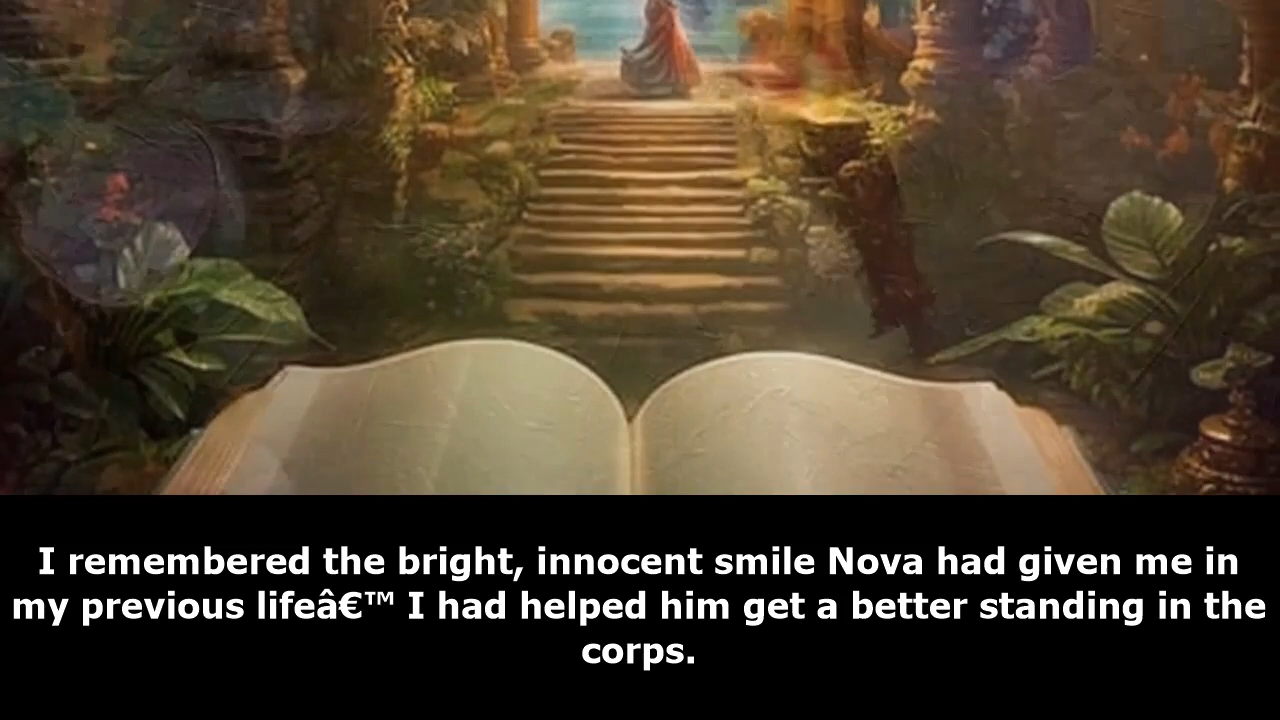 I remembered the bright, innocent smile Nova had given me in
my previous lifeâ€™ I had helped him get a better standing in the
corps.